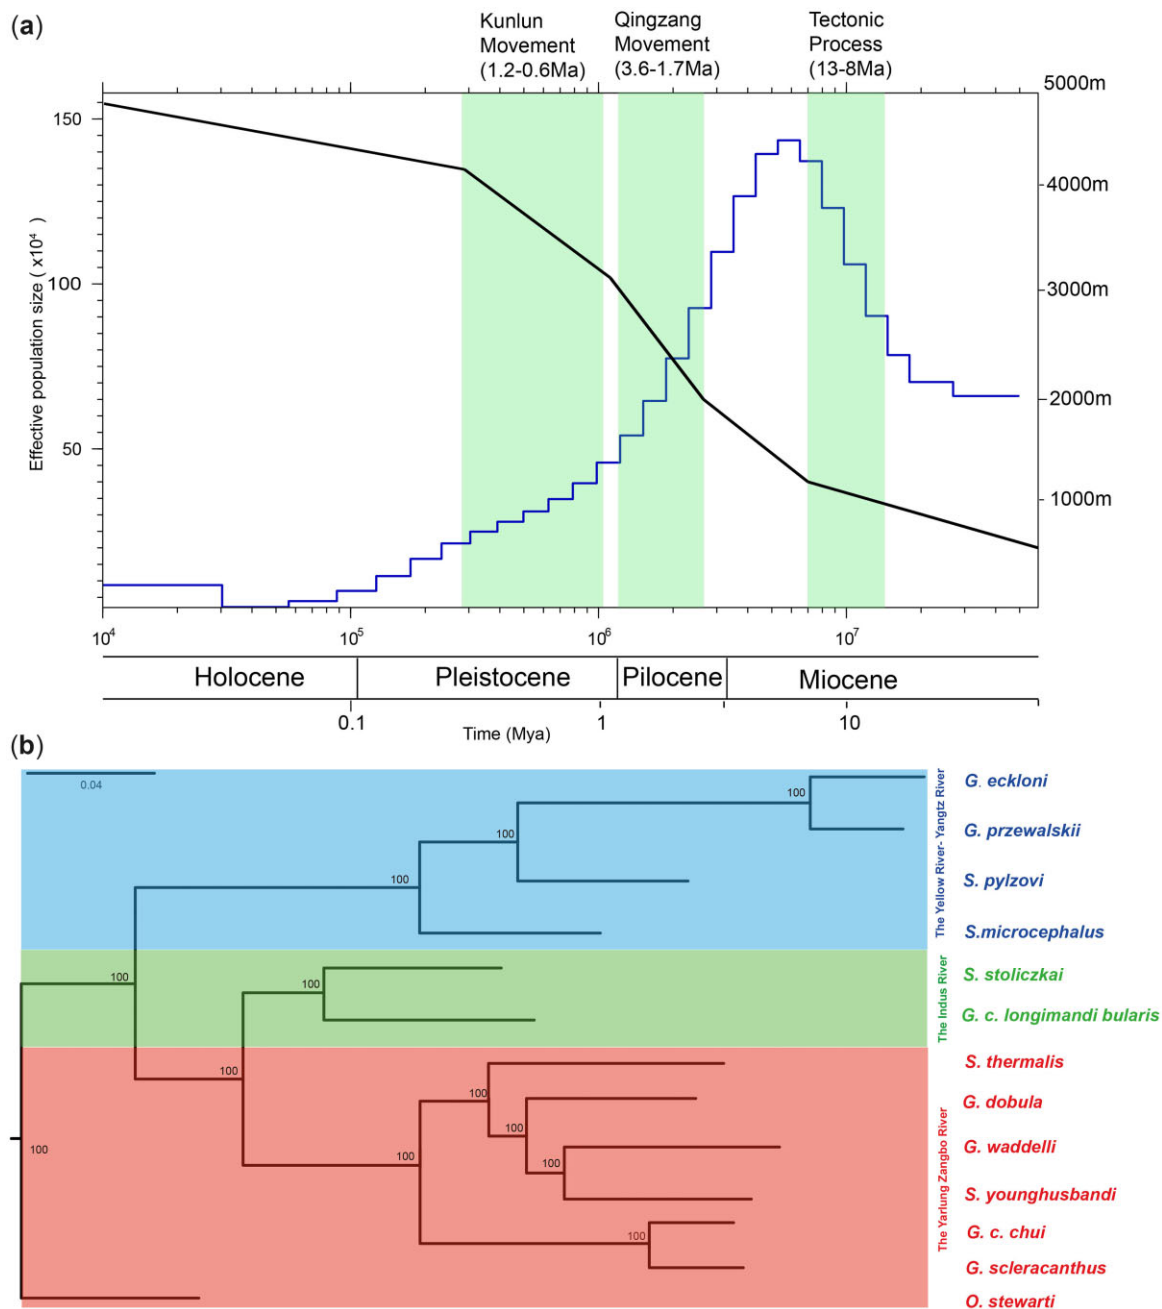 (a)
Kunlun
Movement
(1.2-0.6Ma)
Qingzang
Movement
(3.6-1.7Ma)
Tectonic
Process
(13-8Ma)
Effective population size ( x10⁴ )
150
100
50
5000m
4000m
3000m
2000m
1000m
10⁴
10⁵
10⁶
10⁷
Holocene
Pleistocene
Pilocene
Miocene
0.1
1
10
Time (Mya)
(b)
0.04
100
100
100
100
100
100
100
100
100
100
100
100
The Yellow River- Yangtz River
The Indus River
The Yarlung Zangbo River
G. eckloni
G. przewalskii
S. pylzovi
S.microcephalus
S. stoliczkai
G. c. longimandi bularis
S. thermalis
G. dobula
G. waddelli
S. younghusbandi
G. c. chui
G. scleracanthus
O. stewarti